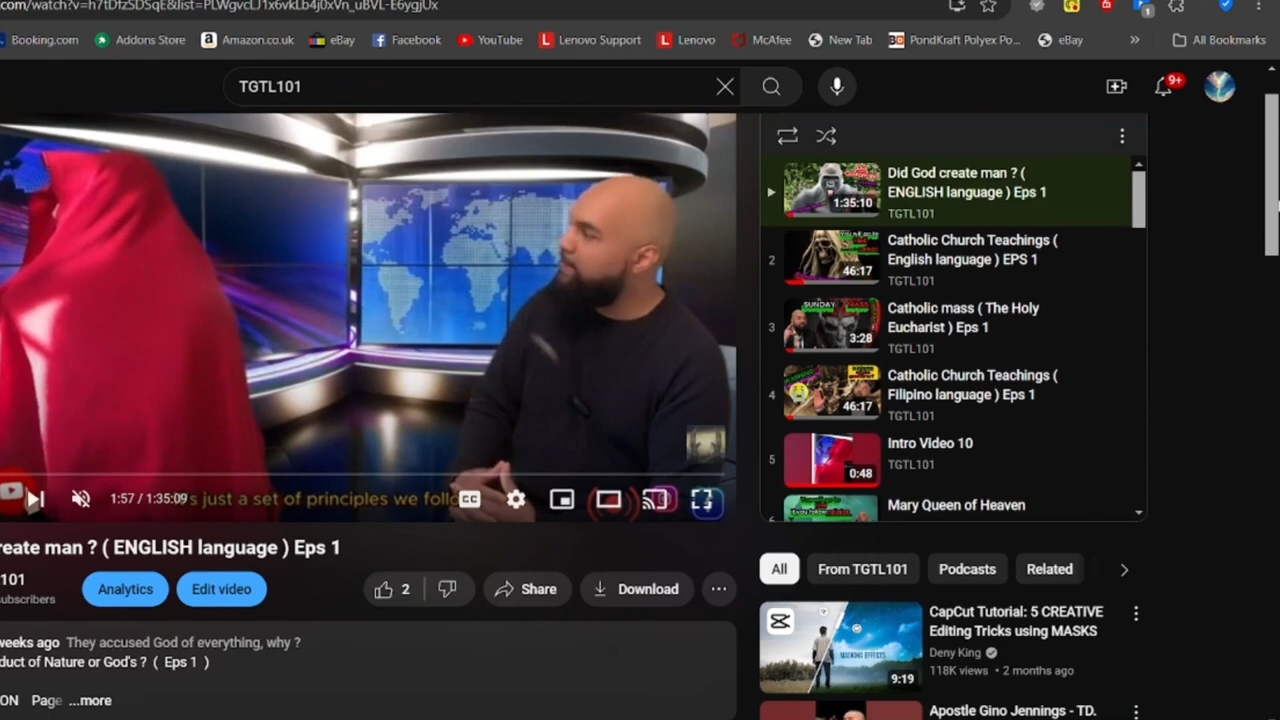 .com/watch?v=h7tDfzSDSqE&list=PLWgvcLJ1x6vkLb4j0xVn_uBVL-E6ygjUx
1
Booking.com
Addons Store
Amazon.co.uk
eBay
Facebook
YouTube
Lenovo Support
Lenovo
McAfee
New Tab
PondKraft Polyex Po...
eBay
»
All Bookmarks
TGTL101
9+
Did God create man ? (
ENGLISH language ) Eps 1
1:35:10
TGTL101
2
Catholic Church Teachings (
English language ) EPS 1
46:17
TGTL101
3
SUNDAY
MASS
Catholic mass ( The Holy
Eucharist ) Eps 1
3:28
TGTL101
4
Catholic Church Teachings (
Filipino language ) Eps 1
46:17
TGTL101
5
Intro Video 10
0:48
TGTL101
Mary Queen of Heaven
1:57 / 1:35:09
s just a set of principles we follo
CC
reate man ? ( ENGLISH language ) Eps 1
101
subscribers
Analytics
Edit video
2
Share
Download
...
weeks ago They accused God of everything, why ?
duct of Nature or God's ? ( Eps 1 )
ON Page ...more
All
From TGTL101
Podcasts
Related
CapCut Tutorial: 5 CREATIVE
Editing Tricks using MASKS
MASKING EFFECTS
Deny King
118K views • 2 months ago
9:19
Apostle Gino Jennings - TD.